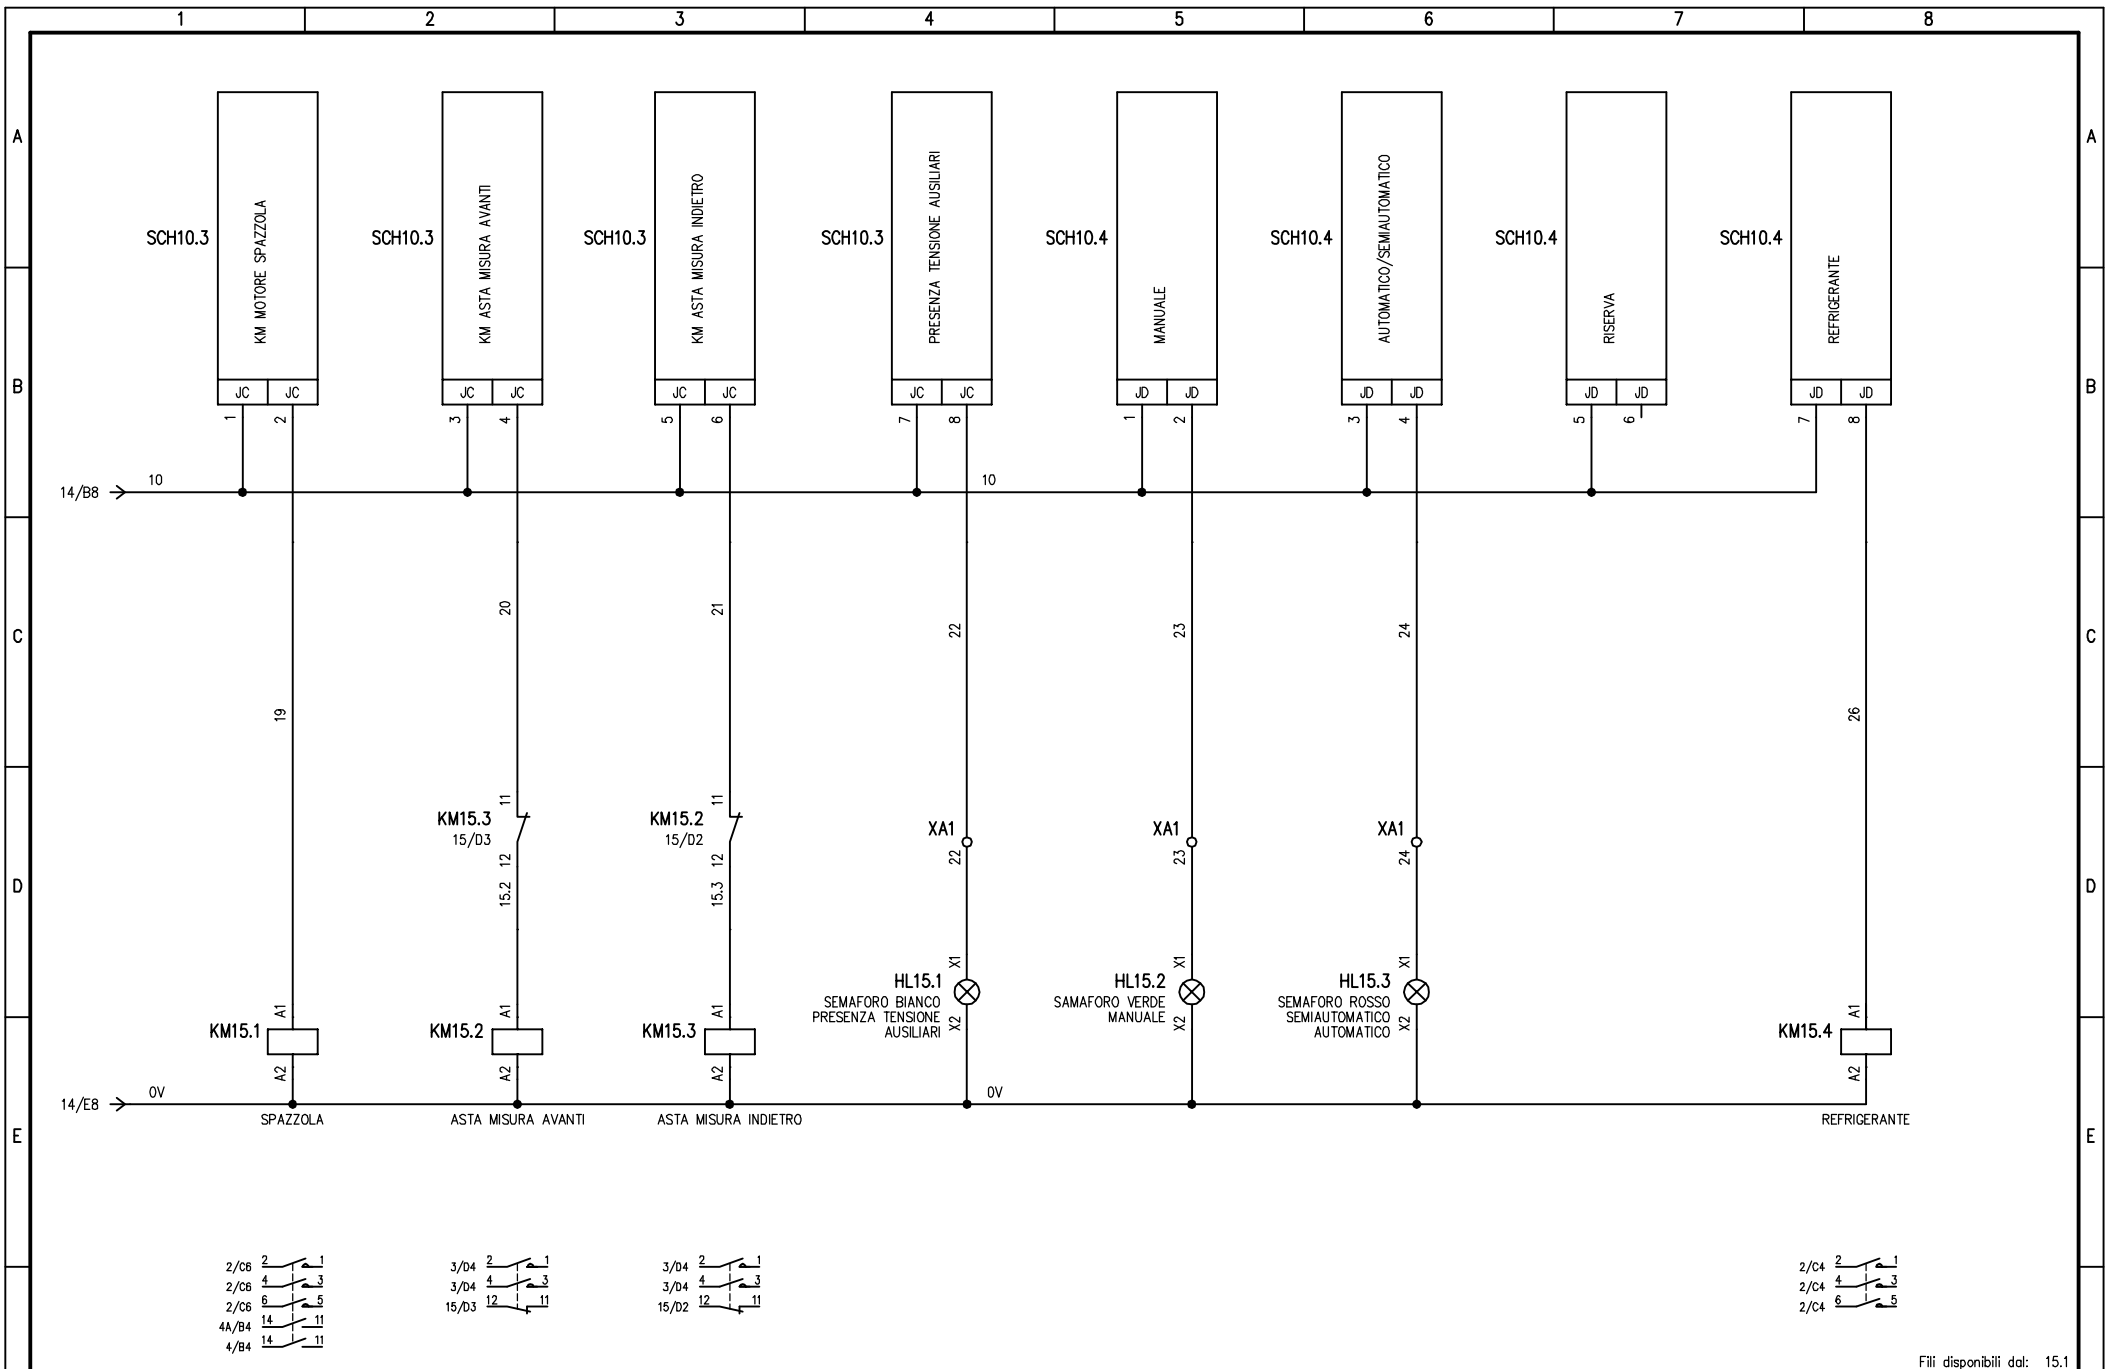 1 2 3 4 5 6 7 8
A A
KM MOTORE SPAZZOLA
KM ASTA MISURA AVANTI
KM ASTA MISURA INDIETRO
PRESENZA TENSIONE AUSILIARI
MANUALE
AUTOMATICO/SEMIAUTOMATICO
RISERVA
REFRIGERANTE
SCH10.3 SCH10.3 SCH10.3 SCH10.3 SCH10.4 SCH10.4 SCH10.4 SCH10.4
B B
JC JC JC JC JC JC JC JC JD JD JD JD JD JD JD JD
1 2 3 4 5 6 7 8 1 2 3 4 5 6 7 8
14/B8 10 10
C C
19 20 21 22 23 24 26
11 11
KM15.3 KM15.2 XA1 XA1 XA1
15/D3 15/D2
12 12 22 23 24
D D
15.2 15.3
X1 X1 X1
HL15.1
SEMAFORO BIANCO
PRESENZA TENSIONE
AUSILIARI
HL15.2
SAMAFORO VERDE
MANUALE
HL15.3
SEMAFORO ROSSO
SEMIAUTOMATICO
AUTOMATICO
X2 X2 X2
A1 A1 A1 A1
KM15.1 KM15.2 KM15.3 KM15.4
A2 A2 A2 A2
14/E8 0V 0V
SPAZZOLA ASTA MISURA AVANTI ASTA MISURA INDIETRO REFRIGERANTE
E E
2/C6 2 1
2/C6 4 3
2/C6 6 5
4A/B4 14 11
4/B4 14 11
3/D4 2 1
3/D4 4 3
15/D3 12 11
3/D4 2 1
3/D4 4 3
15/D2 12 11
2/C4 2 1
2/C4 4 3
2/C4 6 5
Fili disponibili dal: 15.1